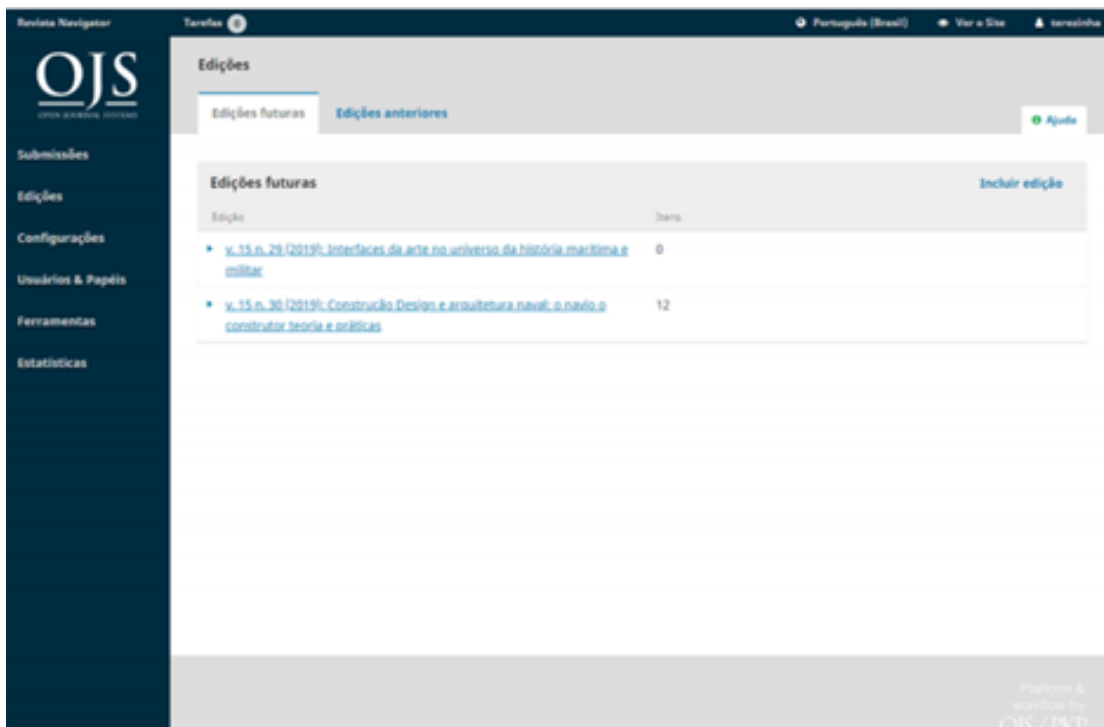 Revista Navigator
Tarefas 0
Português (Brasil)
Ver o Site
terezinha
OJS
OPEN JOURNAL SYSTEMS
Submissões
Edições
Configurações
Usuários & Papéis
Ferramentas
Estatísticas
Edições
Edições futuras
Edições anteriores
Ajuda
Edições futuras
Incluir edição
Edição
Itens
v. 15 n. 29 (2019): Interfaces da arte no universo da história marítima e
militar
0
v. 15 n. 30 (2019): Construção Design e arquitetura naval: o navio o
construtor teoria e práticas
12
Platform &
workflow by
OJS / PKP